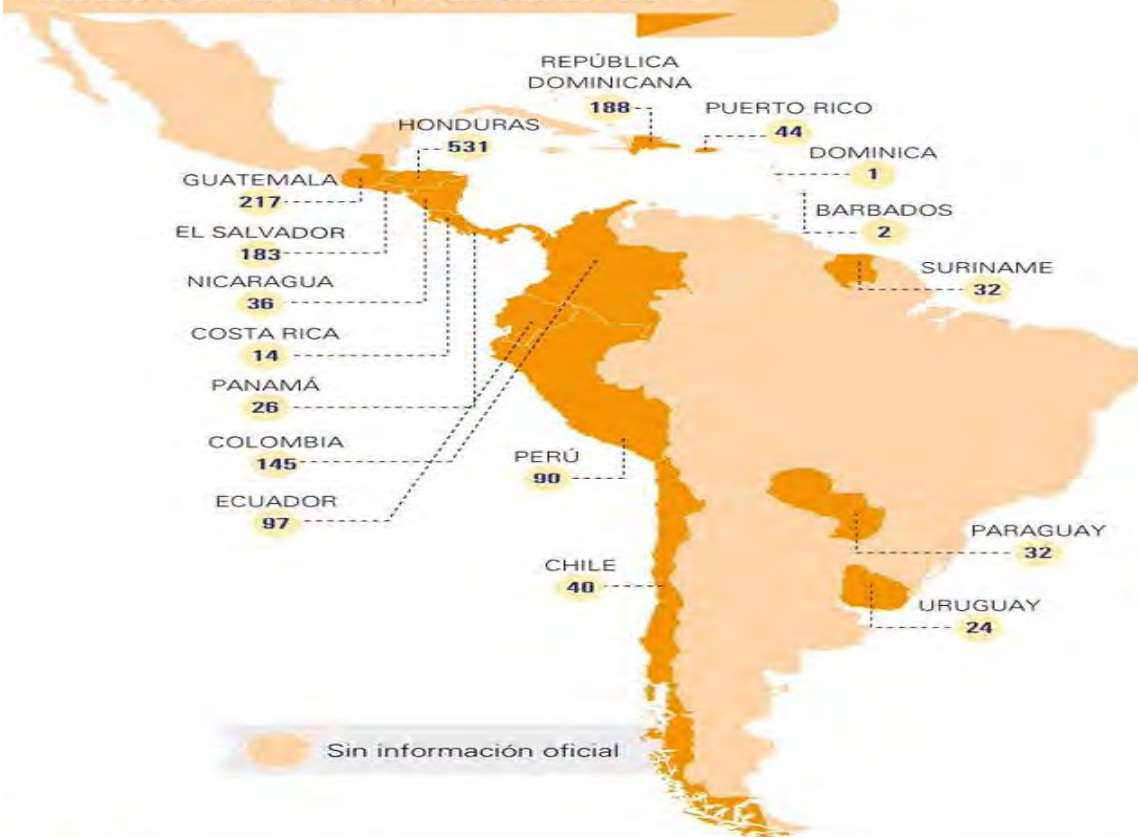 REPÚBLICA
DOMINICANA
188
PUERTO RICO
44
HONDURAS
531
DOMINICA
1
GUATEMALA
217
BARBADOS
2
EL SALVADOR
183
SURINAME
32
NICARAGUA
36
COSTA RICA
14
PANAMÁ
26
COLOMBIA
145
PERÚ
90
ECUADOR
97
PARAGUAY
32
CHILE
40
URUGUAY
24
Sin información oficial